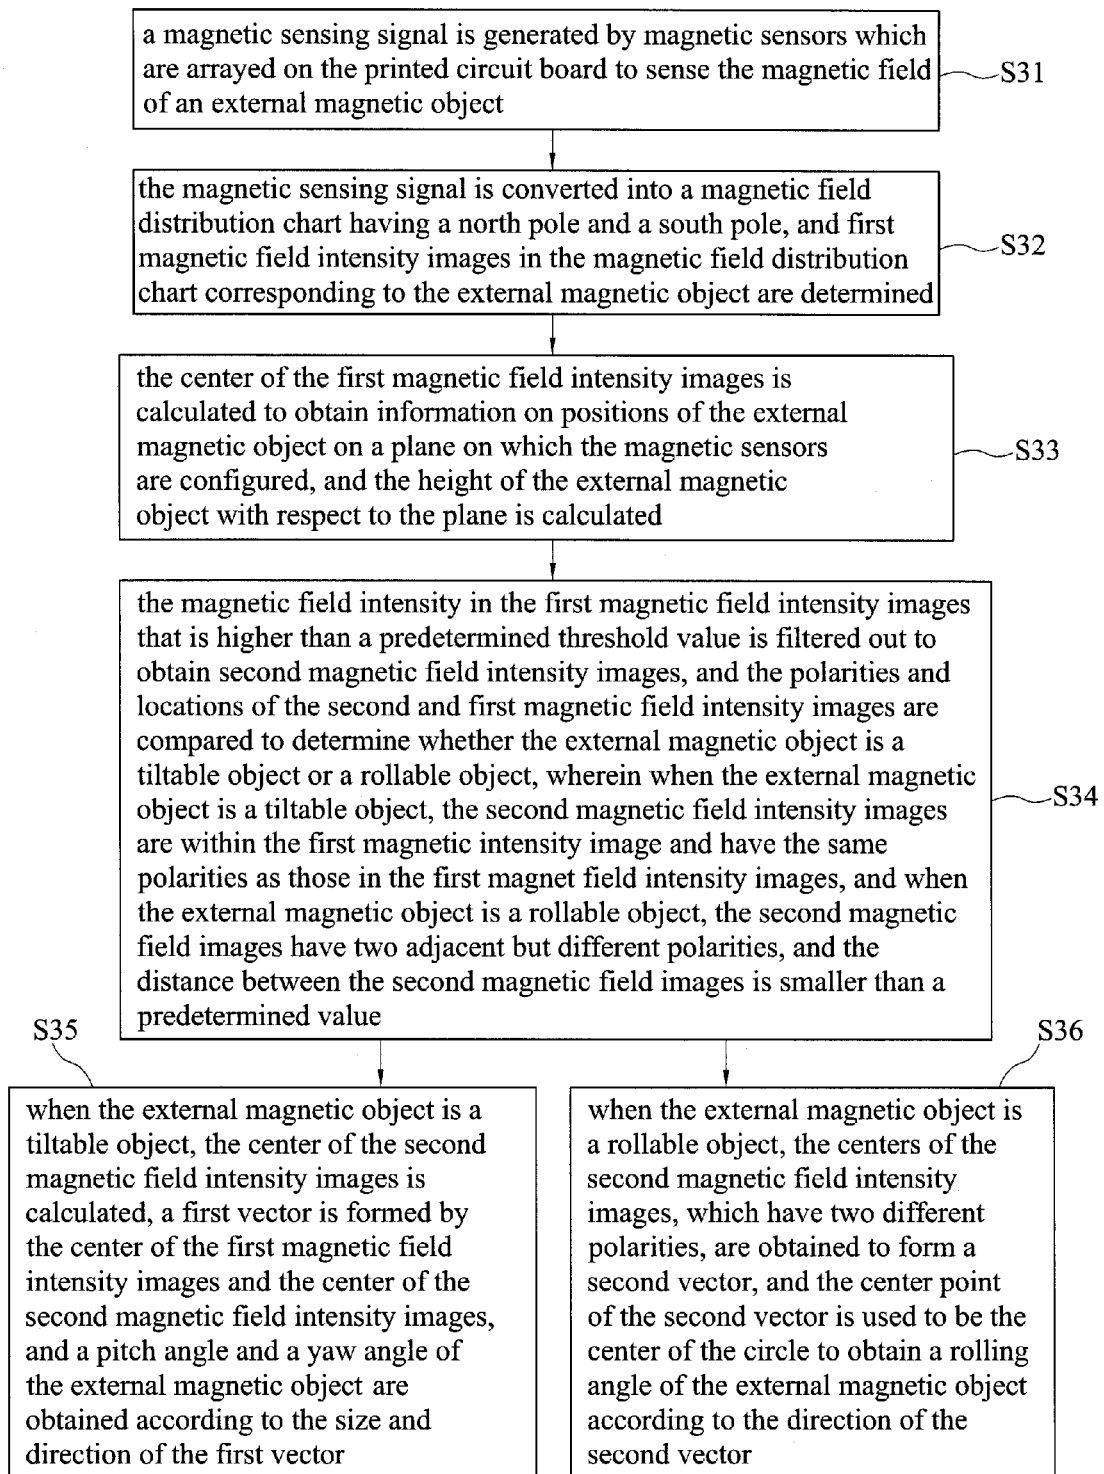 a magnetic sensing signal is generated by magnetic sensors which
are arrayed on the printed circuit board to sense the magnetic field
of an external magnetic object
S31
the magnetic sensing signal is converted into a magnetic field
distribution chart having a north pole and a south pole, and first
magnetic field intensity images in the magnetic field distribution
chart corresponding to the external magnetic object are determined
S32
the center of the first magnetic field intensity images is
calculated to obtain information on positions of the external
magnetic object on a plane on which the magnetic sensors
are configured, and the height of the external magnetic
object with respect to the plane is calculated
S33
the magnetic field intensity in the first magnetic field intensity images
that is higher than a predetermined threshold value is filtered out to
obtain second magnetic field intensity images, and the polarities and
locations of the second and first magnetic field intensity images are
compared to determine whether the external magnetic object is a
tiltable object or a rollable object, wherein when the external magnetic
object is a tiltable object, the second magnetic field intensity images
are within the first magnetic intensity image and have the same
polarities as those in the first magnet field intensity images, and when
the external magnetic object is a rollable object, the second magnetic
field images have two adjacent but different polarities, and the
distance between the second magnetic field images is smaller than a
predetermined value
S34
S35
when the external magnetic object is a
tiltable object, the center of the second
magnetic field intensity images is
calculated, a first vector is formed by
the center of the first magnetic field
intensity images and the center of the
second magnetic field intensity images,
and a pitch angle and a yaw angle of
the external magnetic object are
obtained according to the size and
direction of the first vector
S36
when the external magnetic object is
a rollable object, the centers of the
second magnetic field intensity
images, which have two different
polarities, are obtained to form a
second vector, and the center point
of the second vector is used to be the
center of the circle to obtain a rolling
angle of the external magnetic object
according to the direction of the
second vector